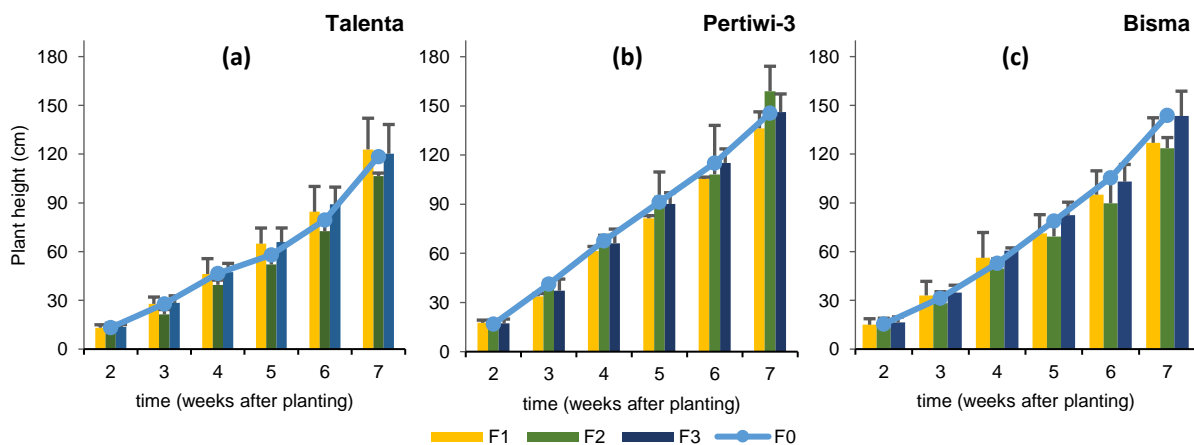 Talenta
(a)
Plant height (cm)
180
150
120
90
60
30
0
2 3 4 5 6 7
time (weeks after planting)
Pertiwi-3
(b)
180
150
120
90
60
30
0
2 3 4 5 6 7
time (weeks after planting)
Bisma
(c)
180
150
120
90
60
30
0
2 3 4 5 6 7
time (weeks after planting)
F1 F2 F3 F0